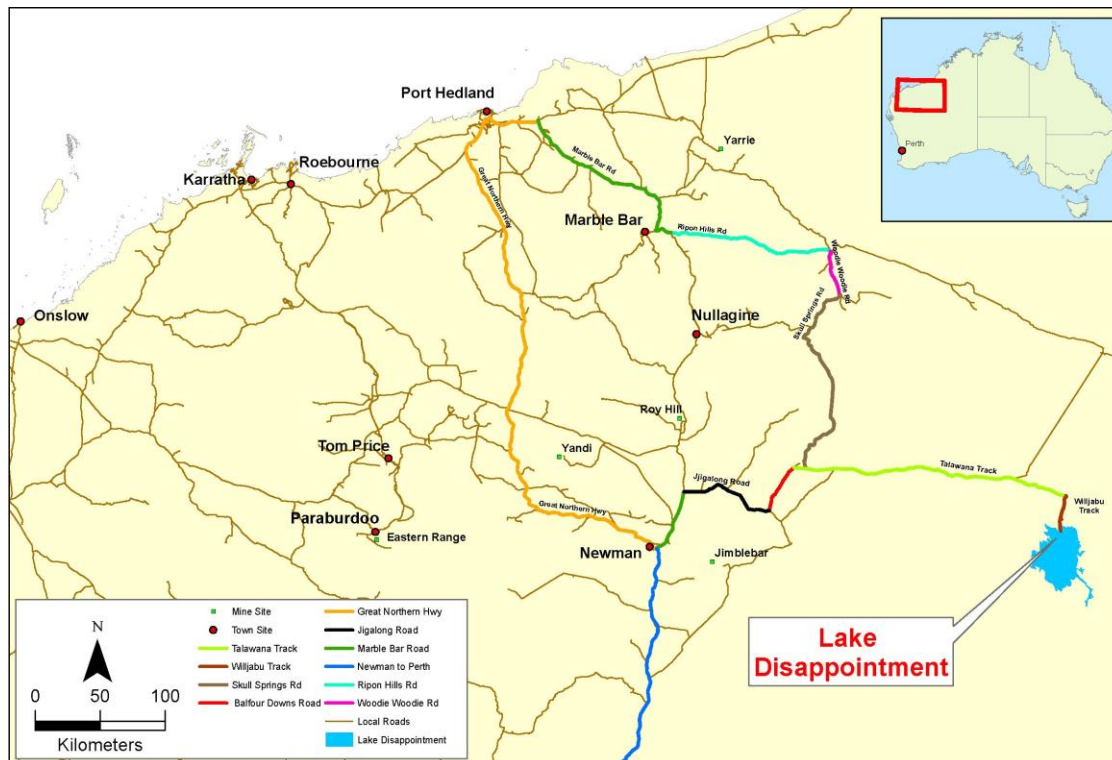 Port Hedland
Yarrie
Perth
Roebourne
Karratha
Marble Bar Rd
Great Northern Hwy
Marble Bar
Ripon Hills Rd
Woodie Woodie Rd
Onslow
Skull Springs Rd
Nullagine
Roy Hill
Tom Price
Yandi
Talawana Track
Jjigalong Road
Willjabu
Track
Great Northern Hwy
Paraburdoo
Eastern Range
Newman
Jimblebar
Lake
Disappointment
Mine Site
Town Site
Talawana Track
Willjabu Track
Skull Springs Rd
Balfour Downs Road
Great Northern Hwy
Jigalong Road
Marble Bar Road
Newman to Perth
Ripon Hills Rd
Woodie Woodie Rd
Local Roads
Lake Disappointment
N
0 50 100
Kilometers